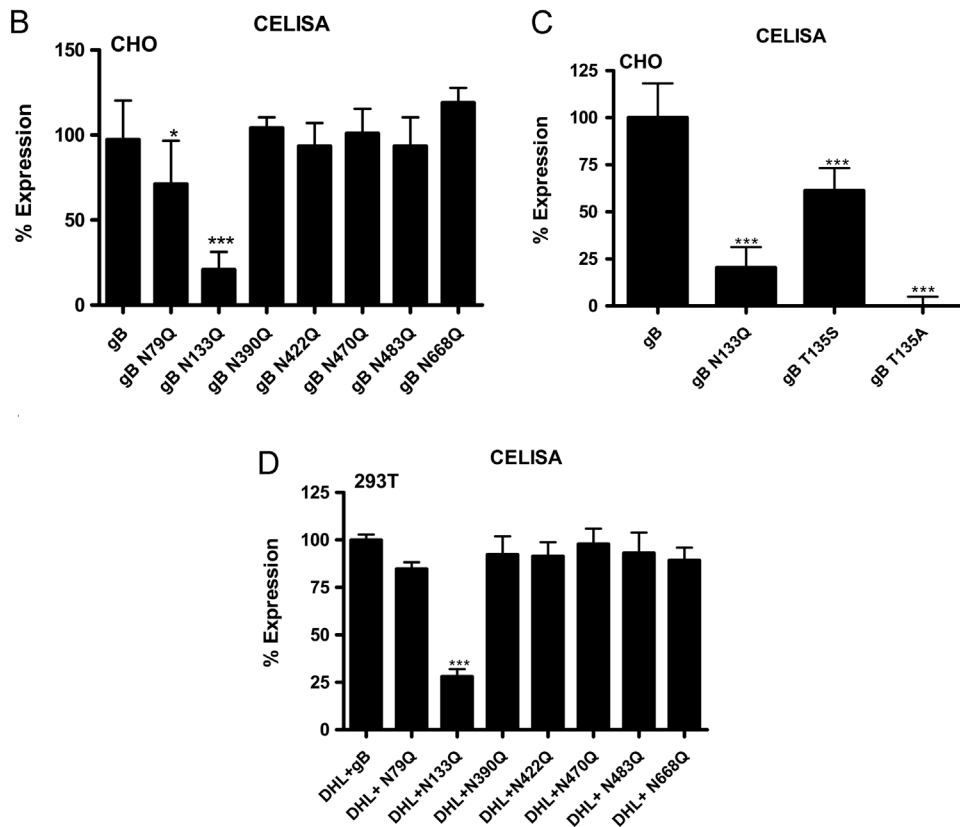 B
CELISA
CHO
% Expression
150
100
50
0
*
***
gB
gB N79Q
gB N133Q
gB N390Q
gB N422Q
gB N470Q
gB N483Q
gB N668Q
C
CELISA
CHO
% Expression
125
100
75
50
25
0
***
***
***
gB
gB N133Q
gB T135S
gB T135A
D
CELISA
293T
% Expression
125
100
75
50
25
0
***
DHL+gB
DHL+ N79Q
DHL+N133Q
DHL+N390Q
DHL+N422Q
DHL+N470Q
DHL+ N483Q
DHL+ N668Q